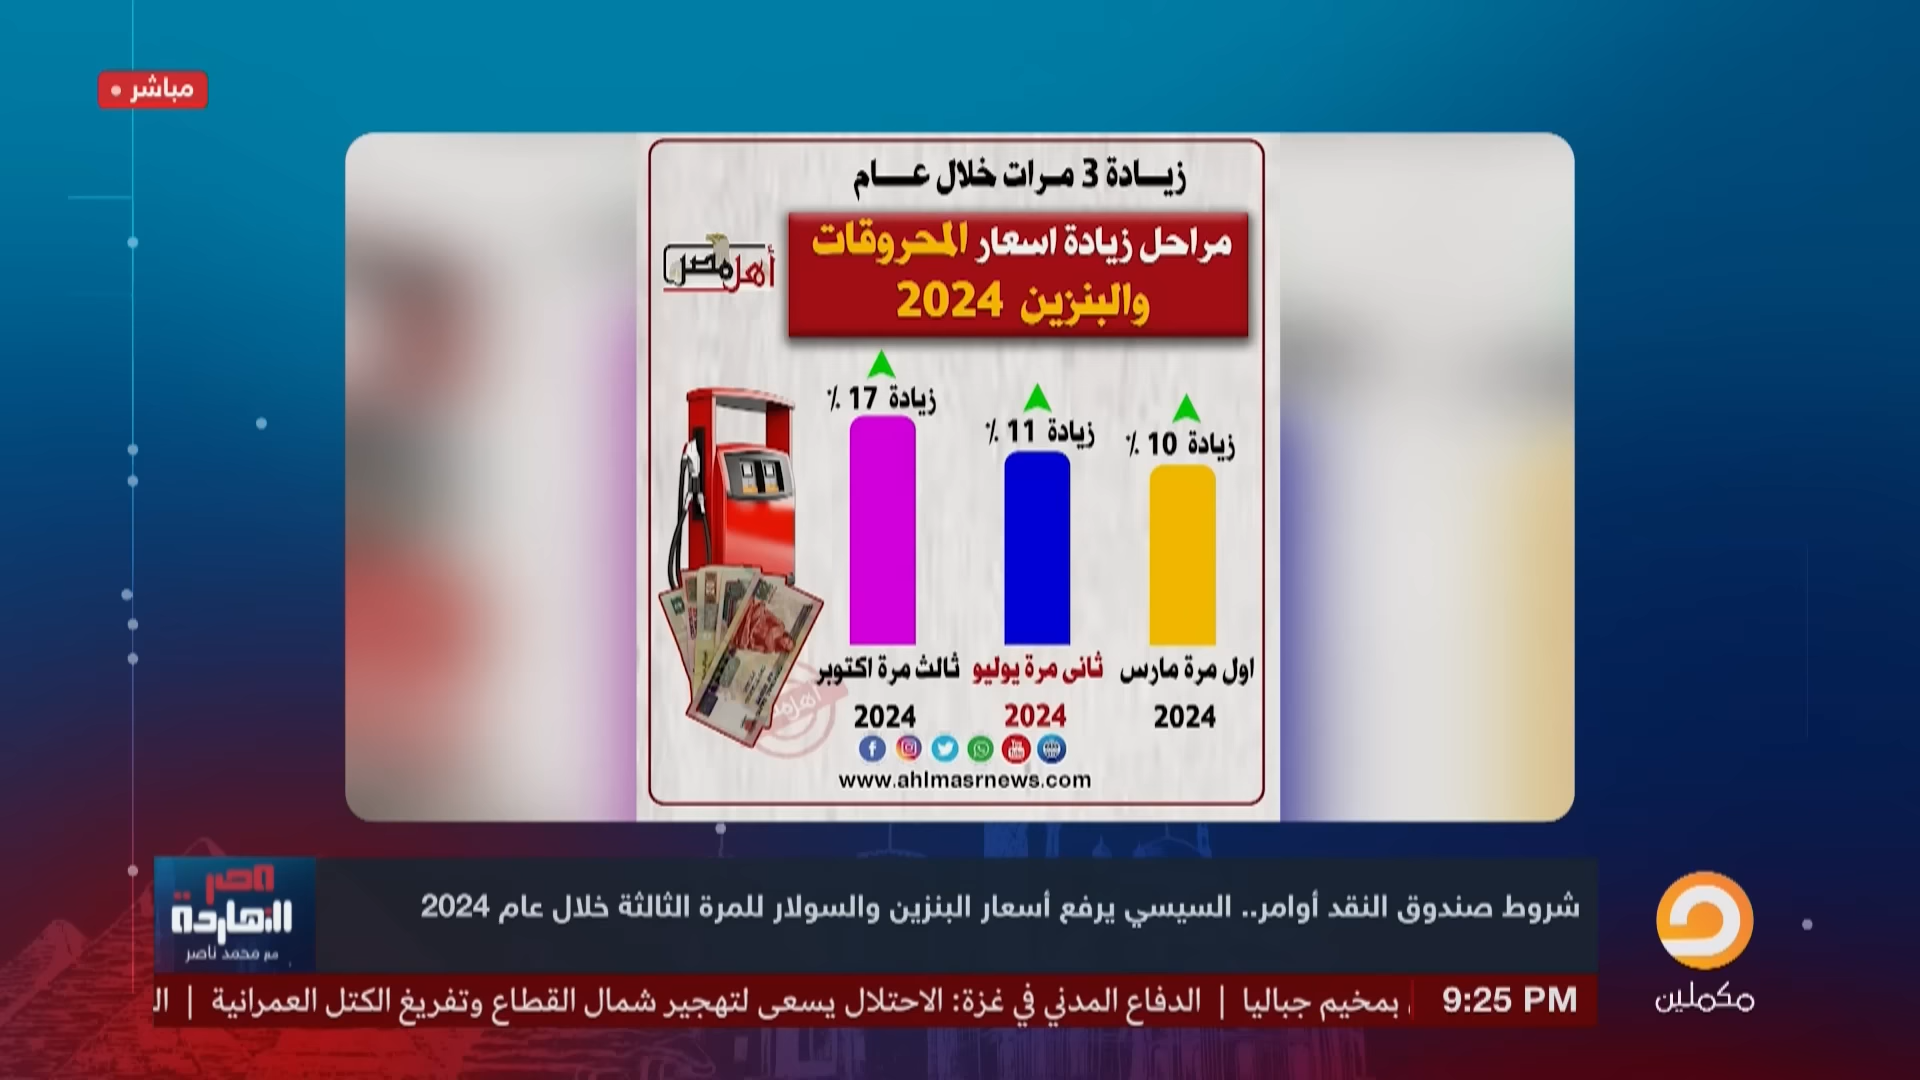 مباشر
زيـــادة 3 مـرات خلال عــــام
مراحل زيادة اسعار المحروقات
والبنزين 2024
أهل مصر
زيادة 17 ٪
زيادة 11 ٪
زيادة 10 ٪
اول مرة مارس
2024
ثانى مرة يوليو
2024
ثالث مرة اكتوبر
2024
www.ahlmasrnews.com
شروط صندوق النقد أوامر.. السيسي يرفع أسعار البنزين والسولار للمرة الثالثة خلال عام 2024
مصر
النهاردة
مع محمد ناصر
9:25 PM
بمخيم جباليا | الدفاع المدني في غزة: الاحتلال يسعى لتهجير شمال القطاع وتفريغ الكتل العمرانية |
مكملين